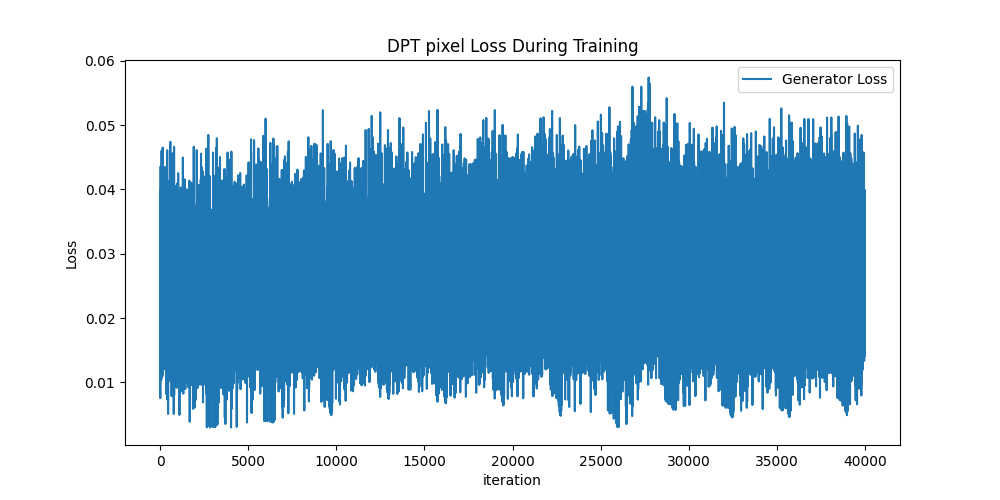 DPT pixel Loss During Training
Generator Loss
0.06
0.05
0.04
0.03
0.02
0.01
Loss
0 5000 10000 15000 20000 25000 30000 35000 40000
iteration